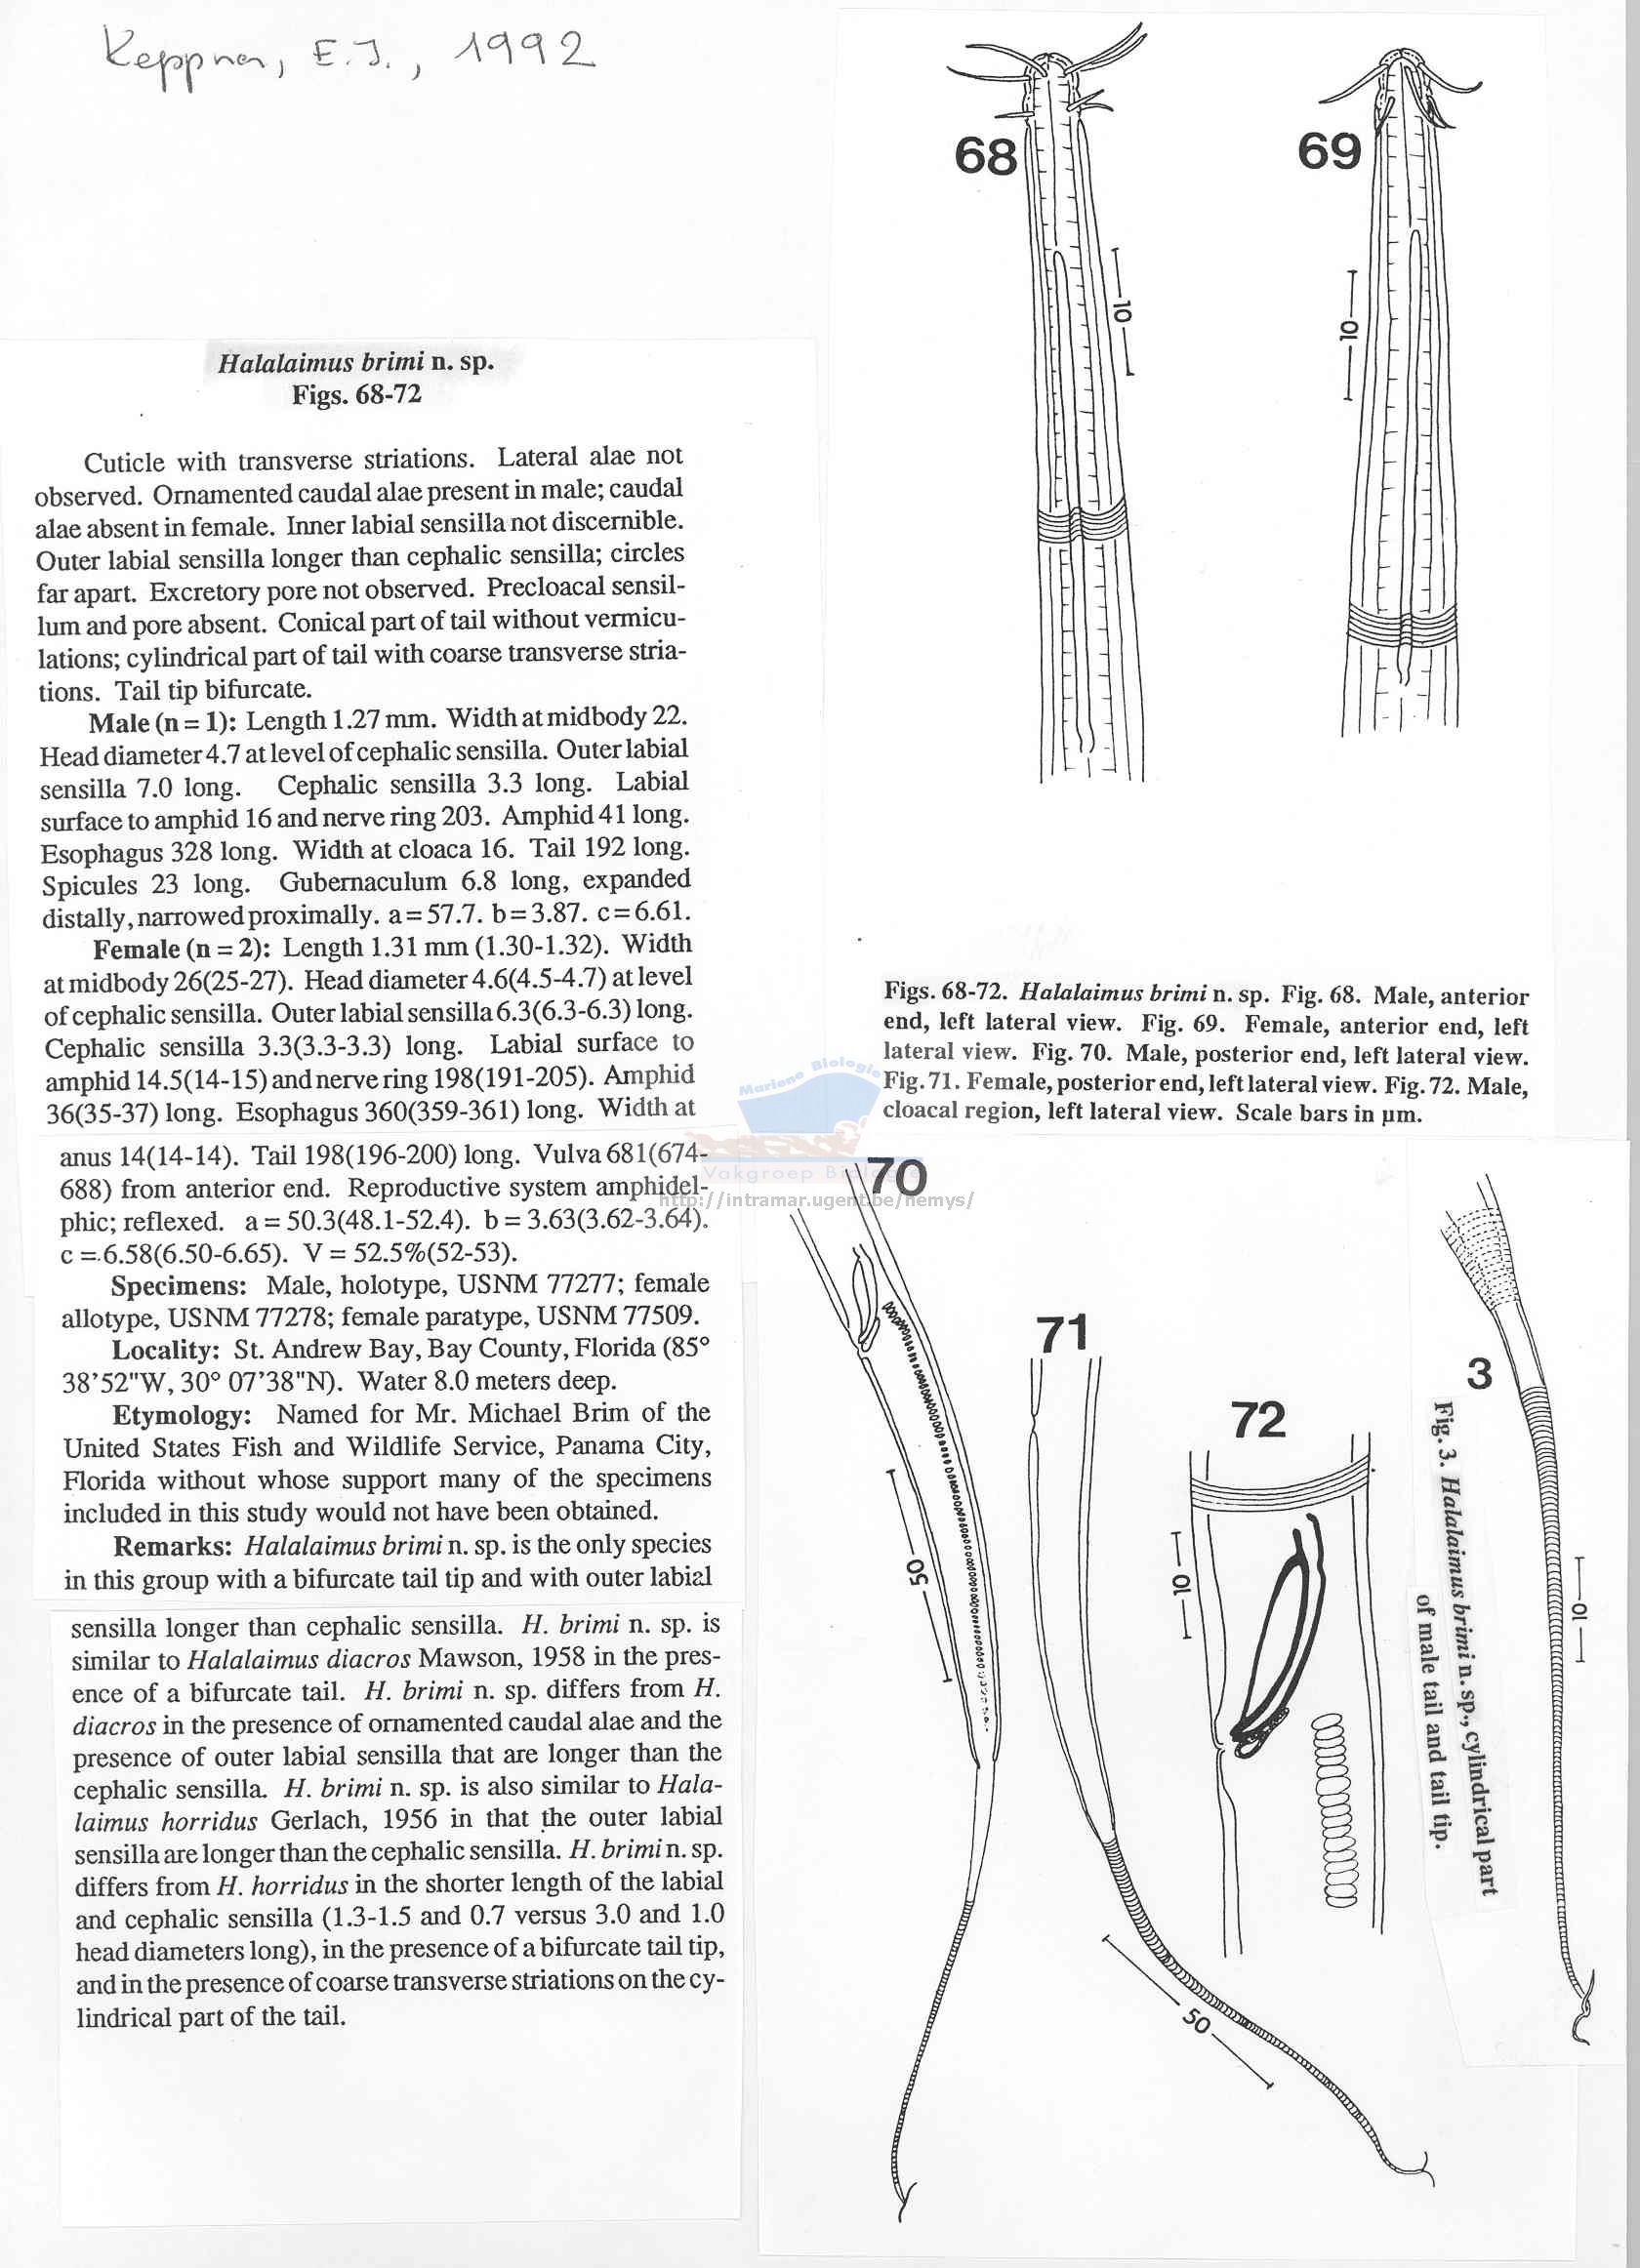 Keppner, E.J., 1992
Halalaimus brimi n. sp.
Figs. 68-72
Cuticle with transverse striations. Lateral alae not
observed. Ornamented caudal alae present in male; caudal
alae absent in female. Inner labial sensilla not discernible.
Outer labial sensilla longer than cephalic sensilla; circles
far apart. Excretory pore not observed. Precloacal sensil-
lum and pore absent. Conical part of tail without vermicu-
lations; cylindrical part of tail with coarse transverse stria-
tions. Tail tip bifurcate.
Male (n = 1): Length 1.27 mm. Width at midbody 22.
Head diameter 4.7 at level of cephalic sensilla. Outer labial
sensilla 7.0 long. Cephalic sensilla 3.3 long. Labial
surface to amphid 16 and nerve ring 203. Amphid 41 long.
Esophagus 328 long. Width at cloaca 16. Tail 192 long.
Spicules 23 long. Gubernaculum 6.8 long, expanded
distally, narrowed proximally. a = 57.7. b = 3.87. c = 6.61.
Female (n = 2): Length 1.31 mm (1.30-1.32). Width
at midbody 26(25-27). Head diameter 4.6(4.5-4.7) at level
of cephalic sensilla. Outer labial sensilla 6.3(6.3-6.3) long.
Cephalic sensilla 3.3(3.3-3.3) long. Labial surface to
amphid 14.5(14-15) and nerve ring 198(191-205). Amphid
36(35-37) long. Esophagus 360(359-361) long. Width at
anus 14(14-14). Tail 198(196-200) long. Vulva 681(674-
688) from anterior end. Reproductive system amphidel-
phic; reflexed. a = 50.3(48.1-52.4). b = 3.63(3.62-3.64).
c = 6.58(6.50-6.65). V = 52.5%(52-53).
Specimens: Male, holotype, USNM 77277; female
allotype, USNM 77278; female paratype, USNM 77509.
Locality: St. Andrew Bay, Bay County, Florida (85°
38’52"W, 30° 07’38"N). Water 8.0 meters deep.
Etymology: Named for Mr. Michael Brim of the
United States Fish and Wildlife Service, Panama City,
Florida without whose support many of the specimens
included in this study would not have been obtained.
Remarks: Halalaimus brimi n. sp. is the only species
in this group with a bifurcate tail tip and with outer labial
sensilla longer than cephalic sensilla. H. brimi n. sp. is
similar to Halalaimus diacros Mawson, 1958 in the pres-
ence of a bifurcate tail. H. brimi n. sp. differs from H.
diacros in the presence of ornamented caudal alae and the
presence of outer labial sensilla that are longer than the
cephalic sensilla. H. brimi n. sp. is also similar to Hala-
laimus horridus Gerlach, 1956 in that the outer labial
sensilla are longer than the cephalic sensilla. H. brimi n. sp.
differs from H. horridus in the shorter length of the labial
and cephalic sensilla (1.3-1.5 and 0.7 versus 3.0 and 1.0
head diameters long), in the presence of a bifurcate tail tip,
and in the presence of coarse transverse striations on the cy-
lindrical part of the tail.
68
10
69
10
Figs. 68-72. Halalaimus brimi n. sp. Fig. 68. Male, anterior
end, left lateral view. Fig. 69. Female, anterior end, left
lateral view. Fig. 70. Male, posterior end, left lateral view.
Fig. 71. Female, posterior end, left lateral view. Fig. 72. Male,
cloacal region, left lateral view. Scale bars in µm.
Mariene Biologie
Vakgroep Biologie
http://intramar.ugent.be/nemys/
70
50
71
50
72
10
3
10
Fig. 3. Halalaimus brimi n. sp., cylindrical part
of male tail and tail tip.